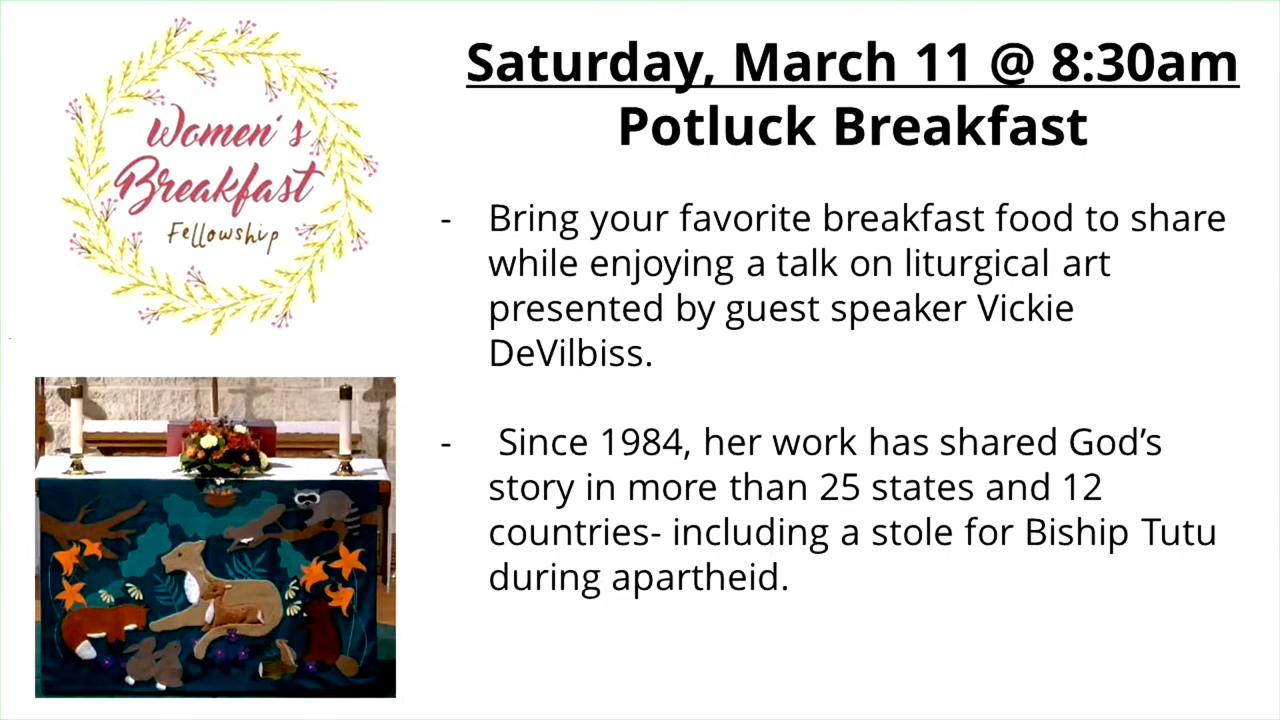 Women's
Breakfast
Fellowship
Saturday, March 11 @ 8:30am
Potluck Breakfast
- Bring your favorite breakfast food to share
while enjoying a talk on liturgical art
presented by guest speaker Vickie
DeVilbiss.
- Since 1984, her work has shared God’s
story in more than 25 states and 12
countries- including a stole for Biship Tutu
during apartheid.